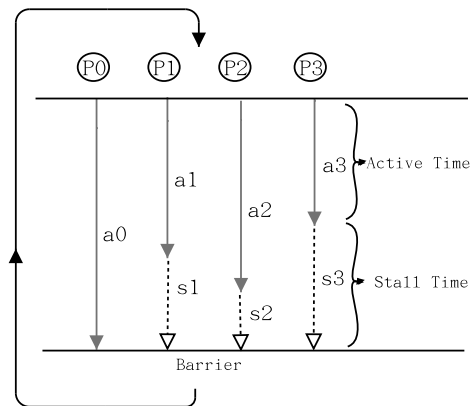 P0 P1 P2 P3
a3 Active Time
a1
a2
a0
s1 s3 Stall Time
s2
Barrier